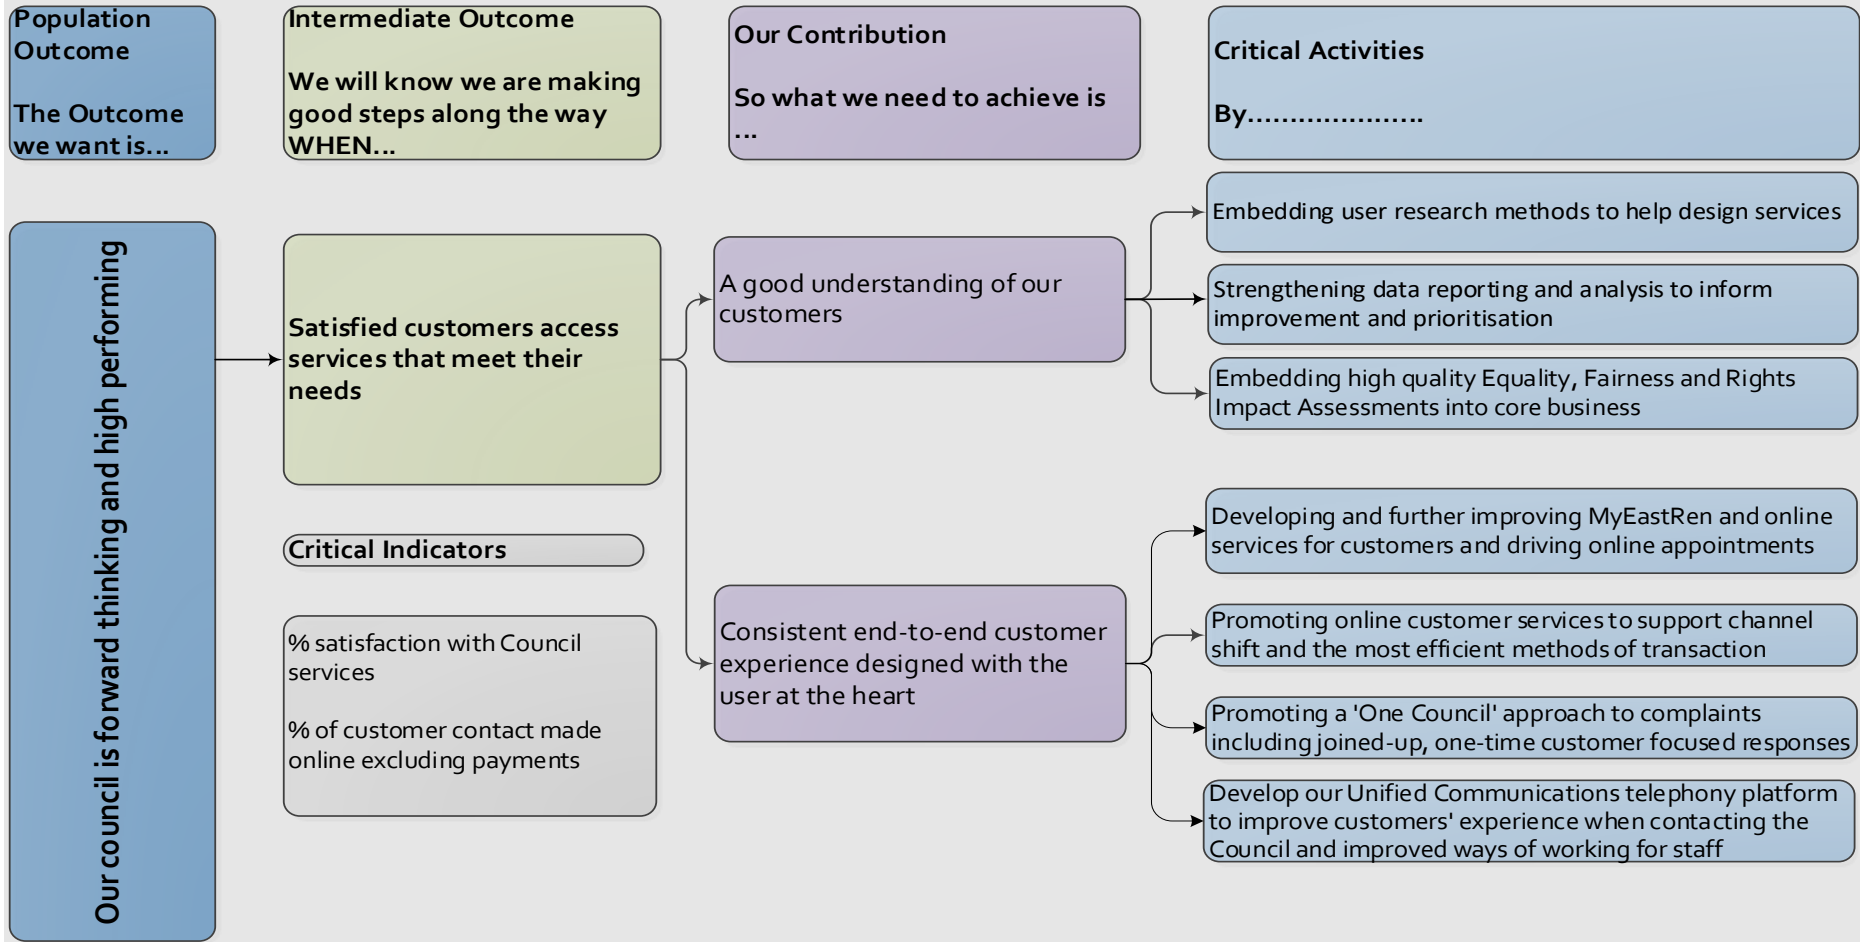 Population
Outcome
The Outcome
we want is...
Intermediate Outcome
We will know we are making
good steps along the way
WHEN...
Our Contribution
So what we need to achieve is
...
Critical Activities
By.....................
Our council is forward thinking and high performing
Satisfied customers access
services that meet their
needs
Critical Indicators
% satisfaction with Council
services
% of customer contact made
online excluding payments
A good understanding of our
customers
Consistent end-to-end customer
experience designed with the
user at the heart
Embedding user research methods to help design services
Strengthening data reporting and analysis to inform
improvement and prioritisation
Embedding high quality Equality, Fairness and Rights
Impact Assessments into core business
Developing and further improving MyEastRen and online
services for customers and driving online appointments
Promoting online customer services to support channel
shift and the most efficient methods of transaction
Promoting a 'One Council' approach to complaints
including joined-up, one-time customer focused responses
Develop our Unified Communications telephony platform
to improve customers' experience when contacting the
Council and improved ways of working for staff